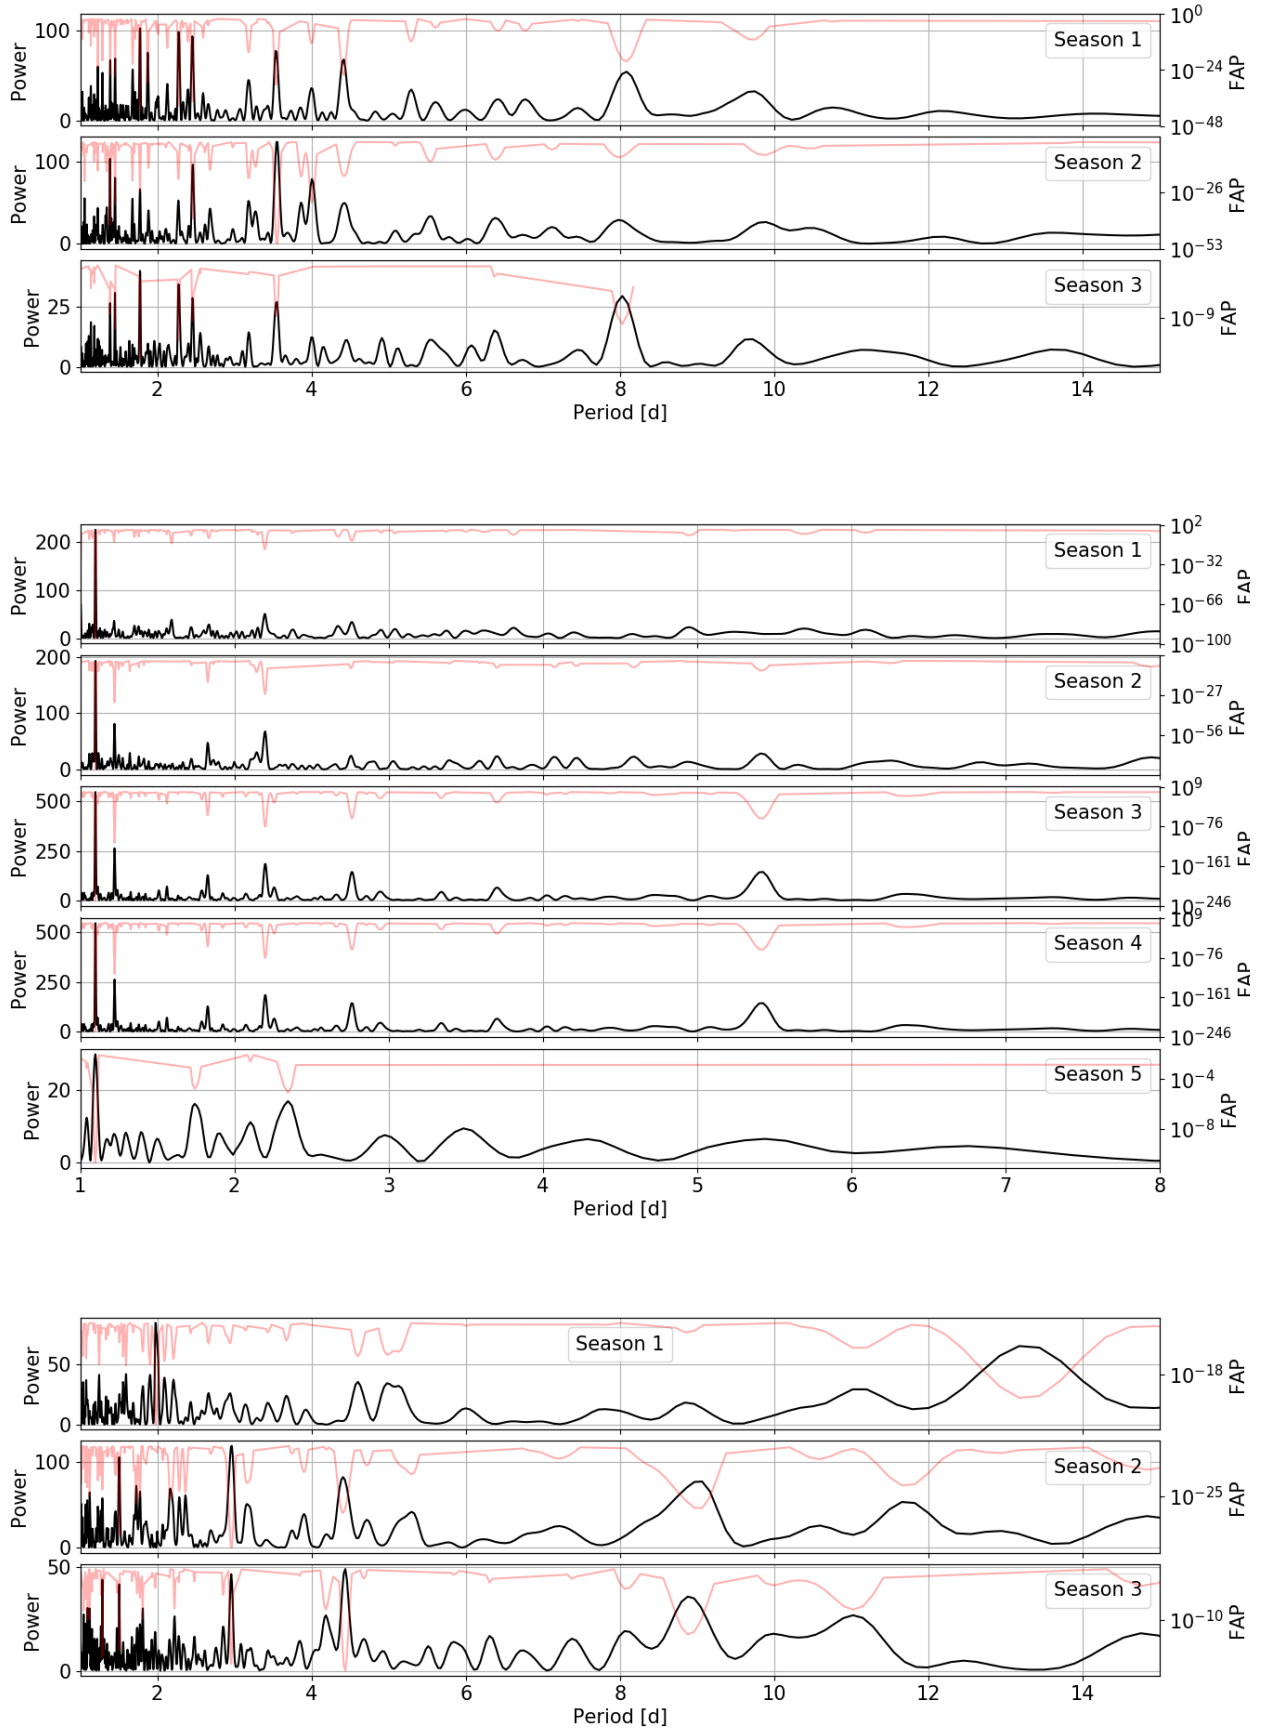 100
0
Power
Season 1
10^0
10^-24
10^-48
FAP
100
0
Power
Season 2
10^-26
10^-53
FAP
25
0
Power
Season 3
10^-9
FAP
2 4 6 8 10 12 14
Period [d]
200
100
0
Power
Season 1
10^2
10^-32
10^-66
10^-100
FAP
200
100
0
Power
Season 2
10^-27
10^-56
FAP
500
250
0
Power
Season 3
10^9
10^-76
10^-161
10^-246
FAP
500
250
0
Power
Season 4
10^9
10^-76
10^-161
10^-246
FAP
20
0
Power
Season 5
10^-4
10^-8
FAP
1 2 3 4 5 6 7 8
Period [d]
50
0
Power
Season 1
10^-18
FAP
100
0
Power
Season 2
10^-25
FAP
50
25
0
Power
Season 3
10^-10
FAP
2 4 6 8 10 12 14
Period [d]